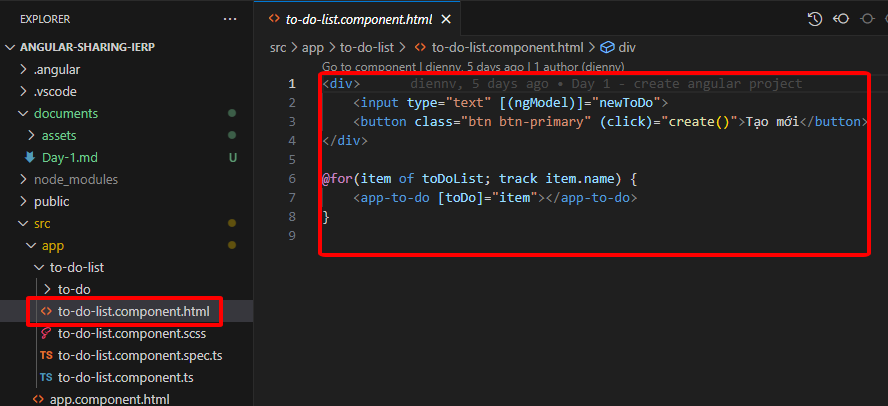 EXPLORER
ANGULAR-SHARING-IERP
.angular
.vscode
documents
assets
Day-1.md U
node_modules
public
src
app
to-do-list
to-do
to-do-list.component.html
to-do-list.component.scss
TS to-do-list.component.spec.ts
TS to-do-list.component.ts
app.component.html
to-do-list.component.html
src > app > to-do-list > to-do-list.component.html > div
Go to component | diennv, 5 days ago | 1 author (diennv)
1 <div> diennv, 5 days ago • Day 1 - create angular project
2 <input type="text" [(ngModel)]="newToDo">
3 <button class="btn btn-primary" (click)="create()">Tạo mới</button>
4 </div>
5
6 @for(item of toDoList; track item.name) {
7 <app-to-do [toDo]="item"></app-to-do>
8 }
9